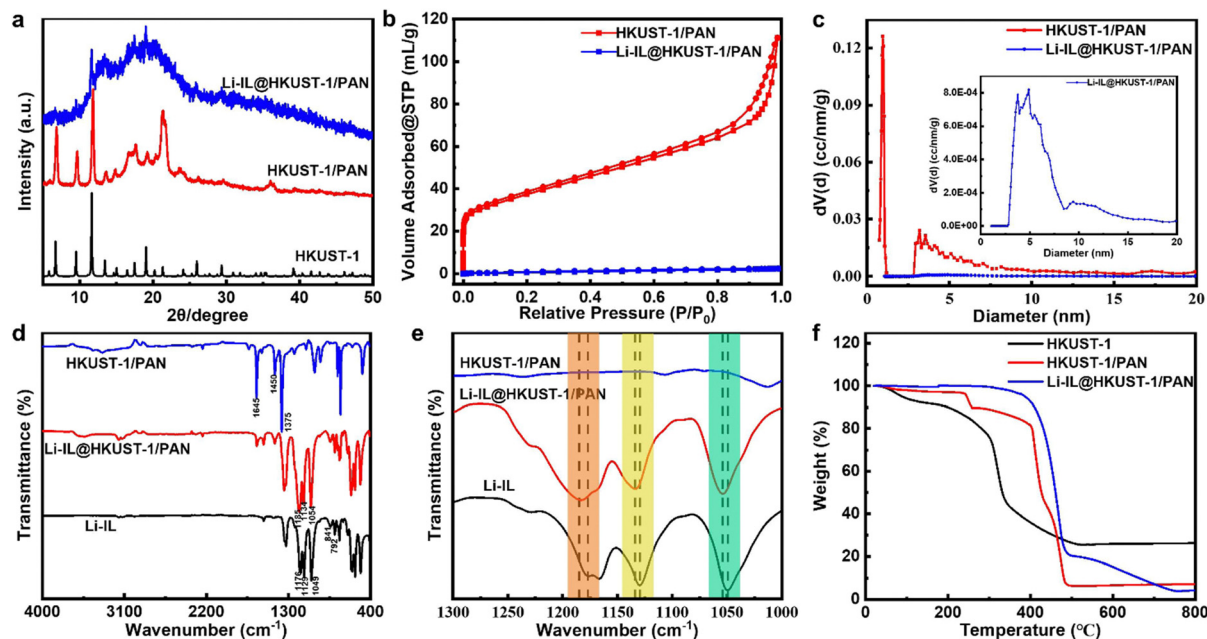 a
Intensity (a.u.)
Li-IL@HKUST-1/PAN
HKUST-1/PAN
HKUST-1
10
20
30
40
50
2θ/degree
b
Volume Adsorbed@STP (mL/g)
120
110
100
80
60
40
20
0
HKUST-1/PAN
Li-IL@HKUST-1/PAN
0.0
0.2
0.4
0.6
0.8
1.0
Relative Pressure (P/P0)
c
dV(d) (cc/nm/g)
0.12
0.09
0.06
0.03
0.00
HKUST-1/PAN
Li-IL@HKUST-1/PAN
dV(d) (cc/nm/g)
8.0E-04
6.0E-04
4.0E-04
2.0E-04
0.0E+00
Li-IL@HKUST-1/PAN
0
5
10
15
20
Diameter (nm)
0
5
10
15
20
Diameter (nm)
d
Transmittance (%)
HKUST-1/PAN
1645
1450
1375
Li-IL@HKUST-1/PAN
1185
1134
1054
Li-IL
841
792
1176
1129
1049
4000
3100
2200
1300
400
Wavenumber (cm-1)
e
Transmittance (%)
HKUST-1/PAN
Li-IL@HKUST-1/PAN
Li-IL
1300
1250
1200
1150
1100
1050
1000
Wavenumber (cm-1)
f
Weight (%)
120
100
80
60
40
20
0
HKUST-1
HKUST-1/PAN
Li-IL@HKUST-1/PAN
0
200
400
600
800
Temperature (℃)